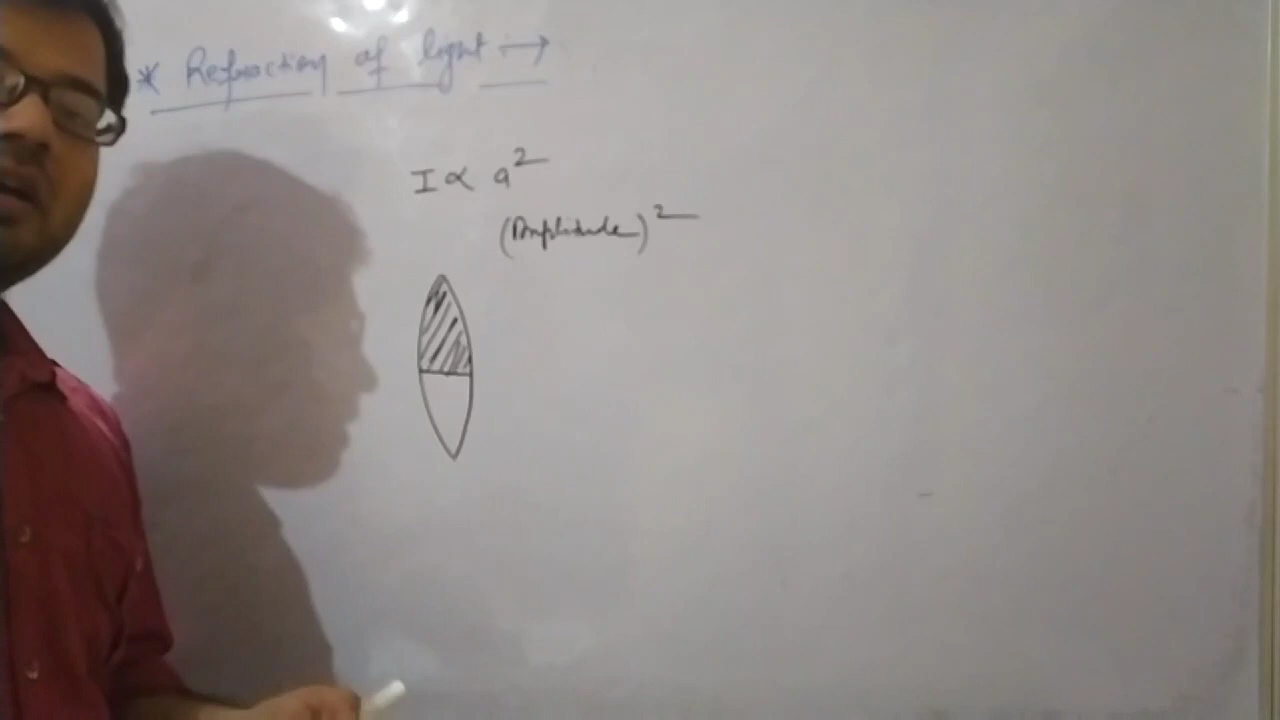 * Refraction of light →
I ∝ a²
(Amplitude)²